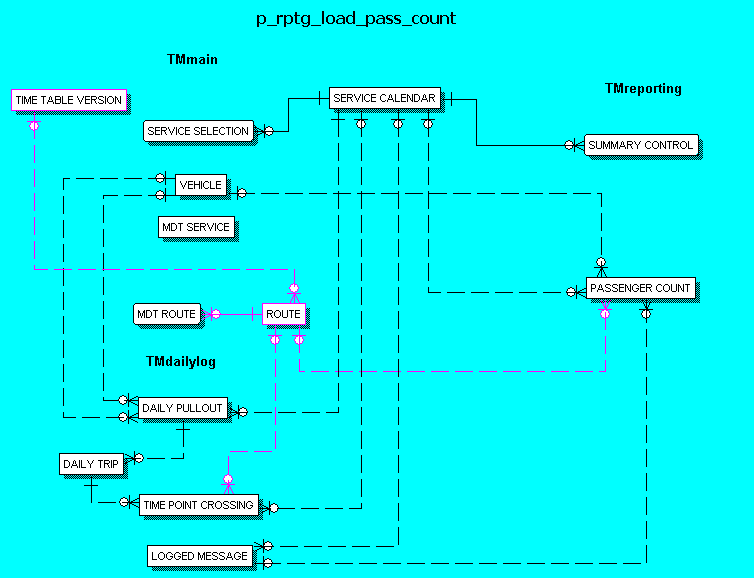 p_rptg_load_pass_count
TMmain
TMreporting
TIME TABLE VERSION
SERVICE CALENDAR
SERVICE SELECTION
SUMMARY CONTROL
VEHICLE
MDT SERVICE
PASSENGER COUNT
MDT ROUTE
ROUTE
TMdailylog
DAILY PULLOUT
DAILY TRIP
TIME POINT CROSSING
LOGGED MESSAGE